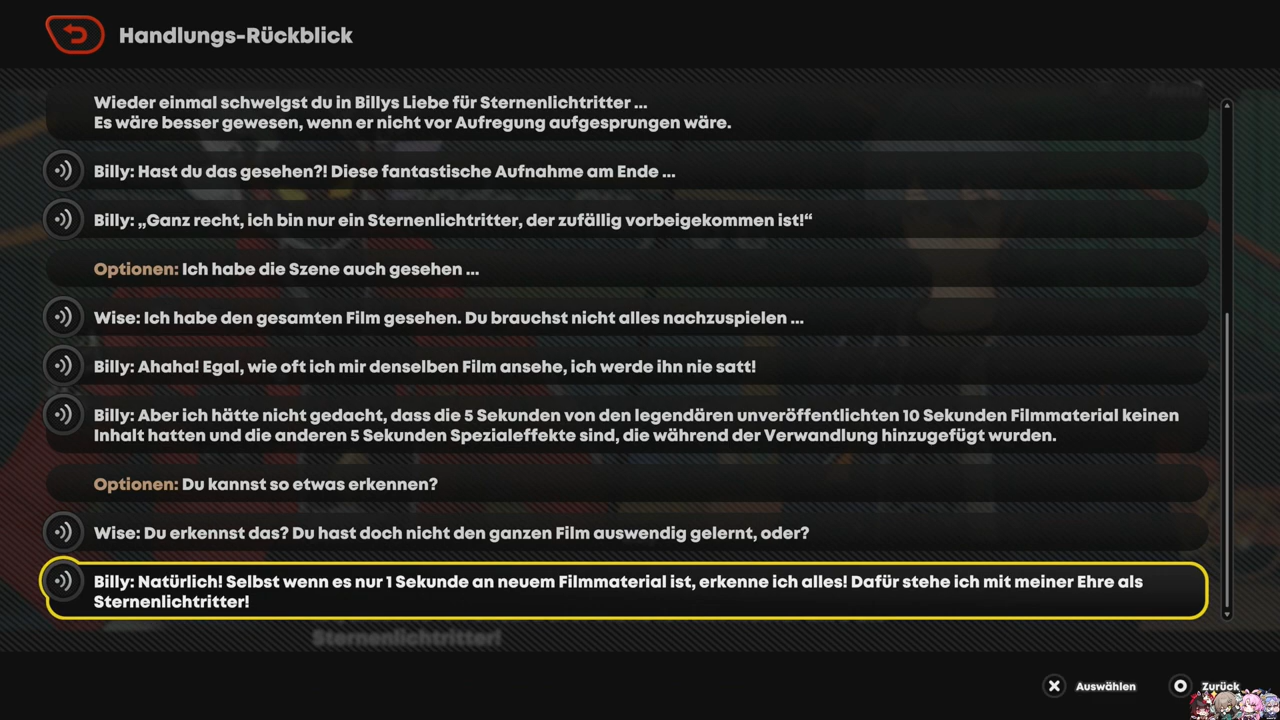 Handlungs-Rückblick
Wieder einmal schwelgst du in Billys Liebe für Sternenlichtritter ...
Es wäre besser gewesen, wenn er nicht vor Aufregung aufgesprungen wäre.
Billy: Hast du das gesehen?! Diese fantastische Aufnahme am Ende ...
Billy: „Ganz recht, ich bin nur ein Sternenlichtritter, der zufällig vorbeigekommen ist!“
Optionen: Ich habe die Szene auch gesehen ...
Wise: Ich habe den gesamten Film gesehen. Du brauchst nicht alles nachzuspielen ...
Billy: Ahaha! Egal, wie oft ich mir denselben Film ansehe, ich werde ihn nie satt!
Billy: Aber ich hätte nicht gedacht, dass die 5 Sekunden von den legendären unveröffentlichten 10 Sekunden Filmmaterial keinen
Inhalt hatten und die anderen 5 Sekunden Spezialeffekte sind, die während der Verwandlung hinzugefügt wurden.
Optionen: Du kannst so etwas erkennen?
Wise: Du erkennst das? Du hast doch nicht den ganzen Film auswendig gelernt, oder?
Billy: Natürlich! Selbst wenn es nur 1 Sekunde an neuem Filmmaterial ist, erkenne ich alles! Dafür stehe ich mit meiner Ehre als
Sternenlichtritter!
Sternenlichtritter!
Auswählen
Zurück